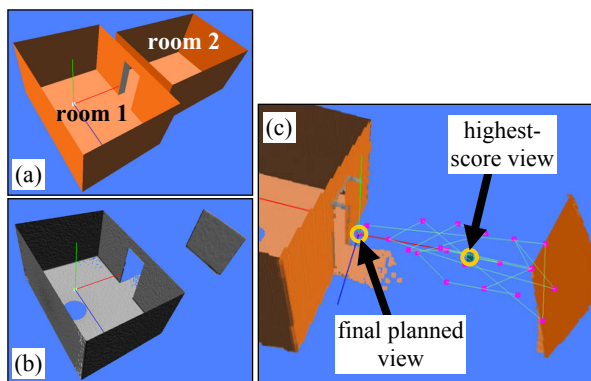 room 2
room 1
(a)
(b)
(c)
highest-
score view
final planned
view